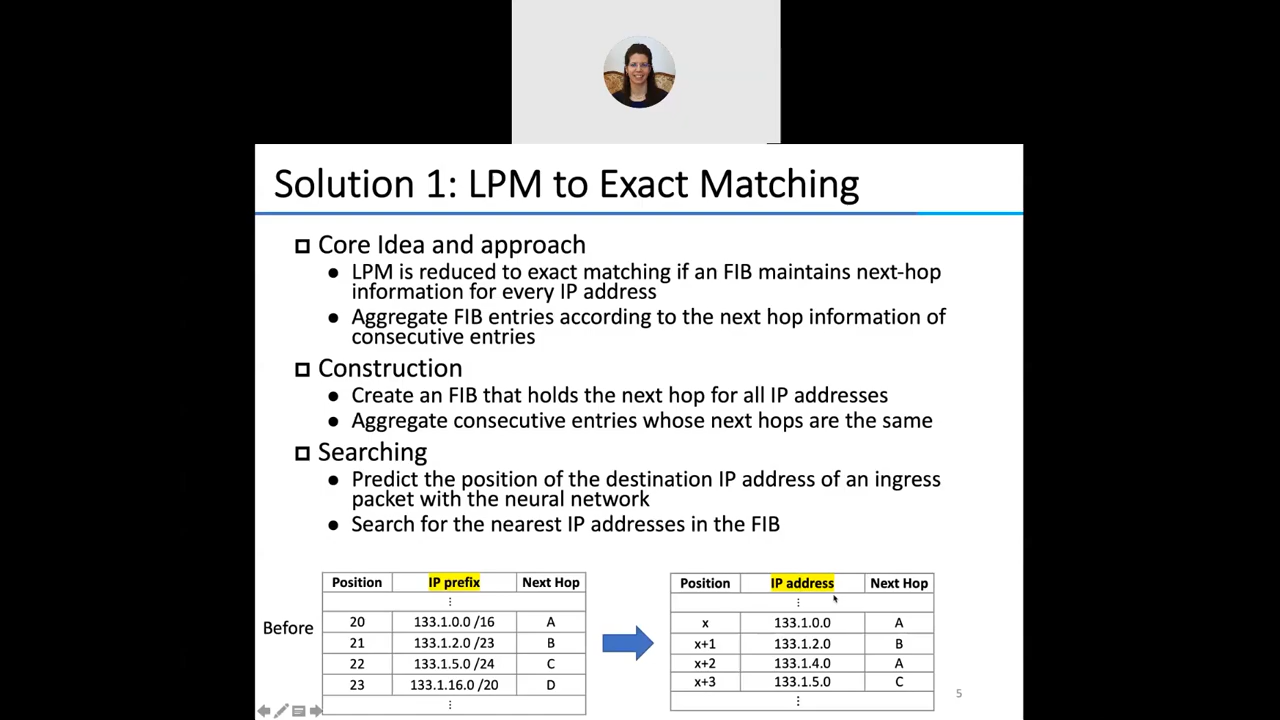 Solution 1: LPM to Exact Matching
Core Idea and approach
● LPM is reduced to exact matching if an FIB maintains next-hop
information for every IP address
● Aggregate FIB entries according to the next hop information of
consecutive entries
Construction
● Create an FIB that holds the next hop for all IP addresses
● Aggregate consecutive entries whose next hops are the same
Searching
● Predict the position of the destination IP address of an ingress
packet with the neural network
● Search for the nearest IP addresses in the FIB
Before
Position IP prefix Next Hop
⋮
20 133.1.0.0 /16 A
21 133.1.2.0 /23 B
22 133.1.5.0 /24 C
23 133.1.16.0 /20 D
⋮
Position IP address Next Hop
⋮
x 133.1.0.0 A
x+1 133.1.2.0 B
x+2 133.1.4.0 A
x+3 133.1.5.0 C
⋮
5